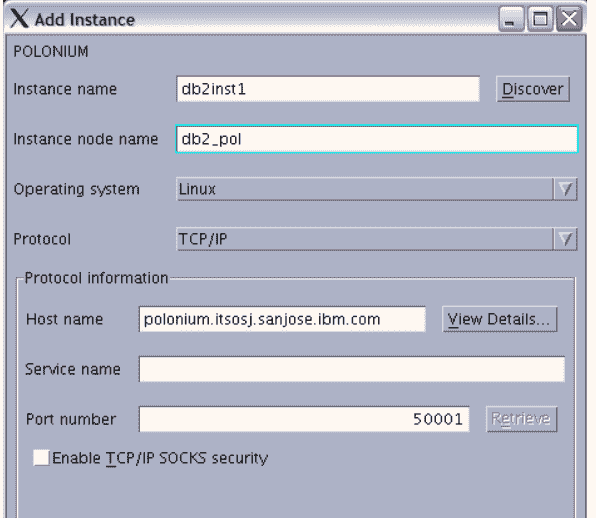 Add Instance
POLONIUM
Instance name db2inst1 Discover
Instance node name db2_pol
Operating system Linux
Protocol TCP/IP
Protocol information
Host name polonium.itsosj.sanjose.ibm.com View Details...
Service name
Port number 50001 Retrieve
Enable TCP/IP SOCKS security